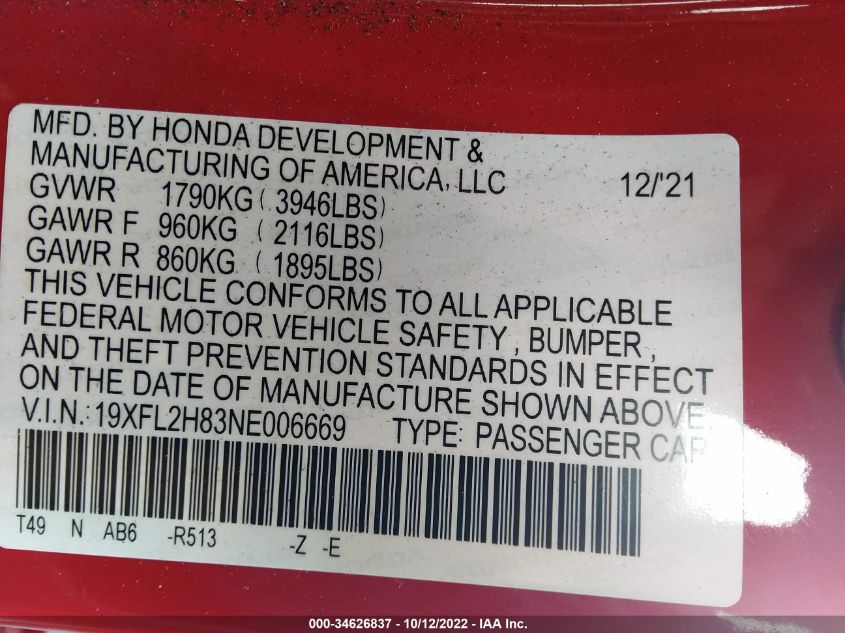 MFD. BY HONDA DEVELOPMENT &
MANUFACTURING OF AMERICA, LLC 12/'21
GVWR 1790KG ( 3946LBS)
GAWR F 960KG ( 2116LBS)
GAWR R 860KG ( 1895LBS)
THIS VEHICLE CONFORMS TO ALL APPLICABLE
FEDERAL MOTOR VEHICLE SAFETY , BUMPER ,
AND THEFT PREVENTION STANDARDS IN EFFECT
ON THE DATE OF MANUFACTURE SHOWN ABOVE.
V.I.N.: 19XFL2H83NE006669 TYPE: PASSENGER CAR
T49 N AB6 -R513 -Z -E
000-34626837 - 10/12/2022 - IAA Inc.